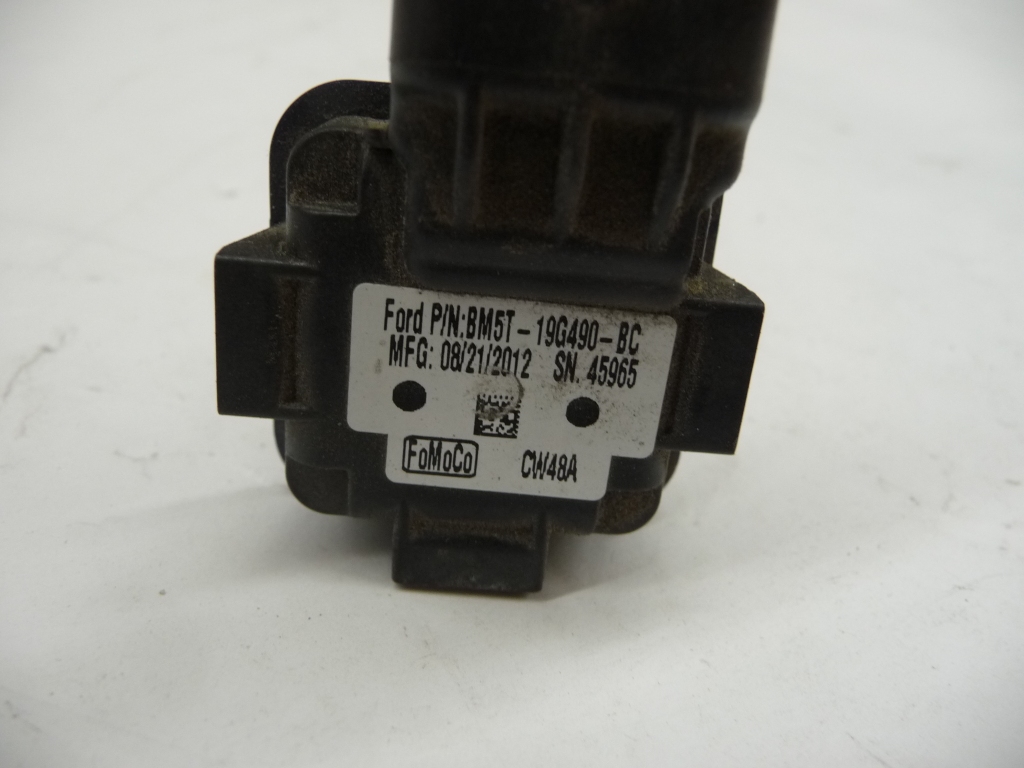 Ford P/N:BM5T-19G490-BC
MFG: 08/21/2012 SN. 45965
FoMoCo CW48A